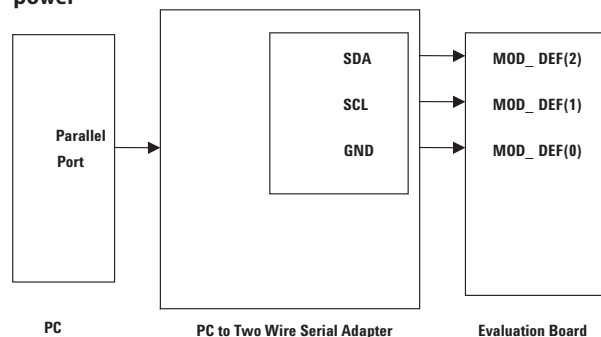 power
SDA MOD_ DEF(2)
SCL MOD_ DEF(1)
Parallel
Port
GND MOD_ DEF(0)
PC PC to Two Wire Serial Adapter Evaluation Board